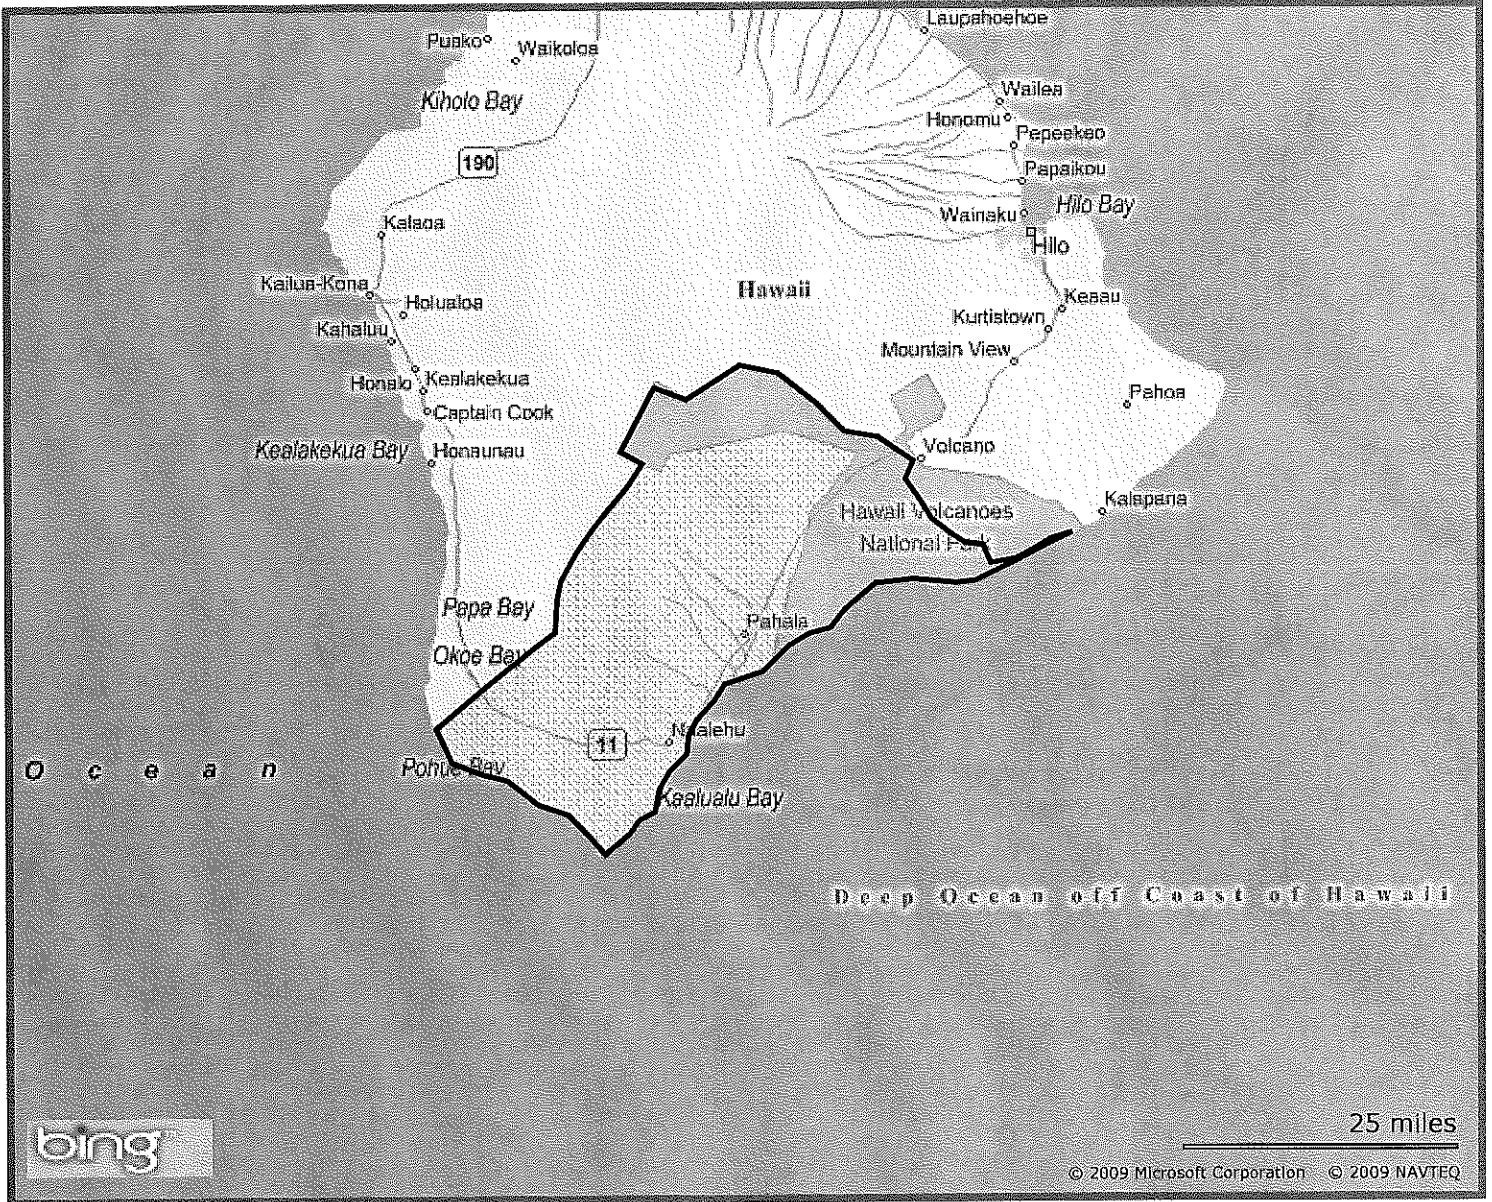 Laupahoehoe
Puako
Waikoloa
Kiholo Bay
Wailea
Honomu
Pepeekeo
190
Papaikou
Wainaku
Hilo Bay
Kalaoa
Hilo
Kailua-Kona
Hawaii
Holualoa
Keaau
Kurtistown
Kahaluu
Mountain View
Honalo
Kealakekua
Pahoa
Captain Cook
Kealakekua Bay
Honaunau
Volcano
Kalapana
Hawaii Volcanoes
National Park
Papa Bay
Pahala
Okoe Bay
Naalehu
11
Ocean
Pohue Bay
Kaalualu Bay
Deep Ocean off Coast of Hawaii
25 miles
bing
© 2009 Microsoft Corporation © 2009 NAVTEQ